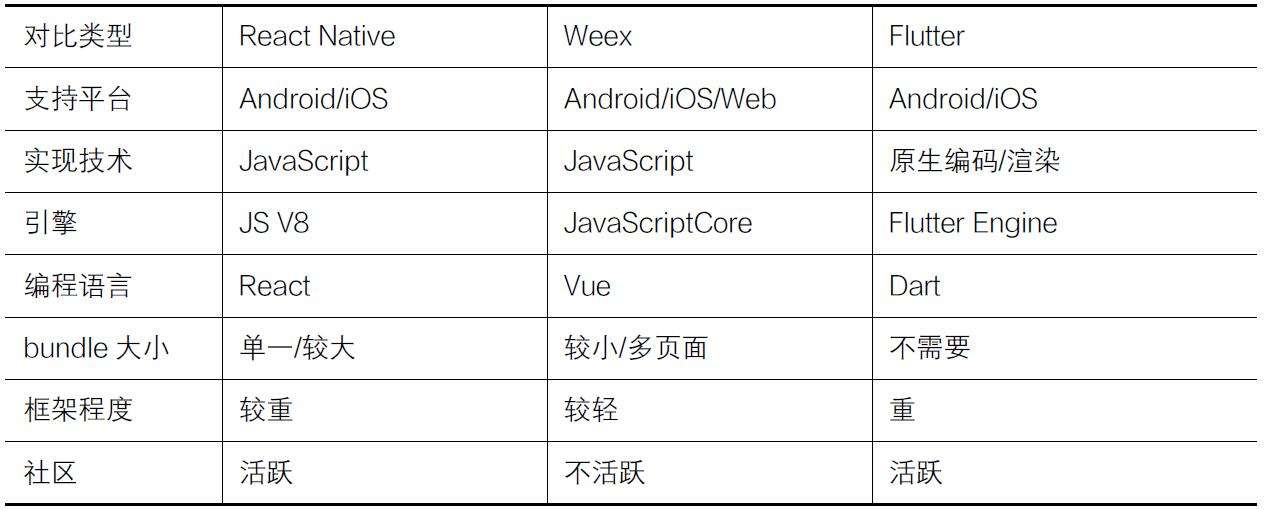 对比类型 React Native Weex Flutter
支持平台 Android/iOS Android/iOS/Web Android/iOS
实现技术 JavaScript JavaScript 原生编码/渲染
引擎 JS V8 JavaScriptCore Flutter Engine
编程语言 React Vue Dart
bundle 大小 单一/较大 较小/多页面 不需要
框架程度 较重 较轻 重
社区 活跃 不活跃 活跃